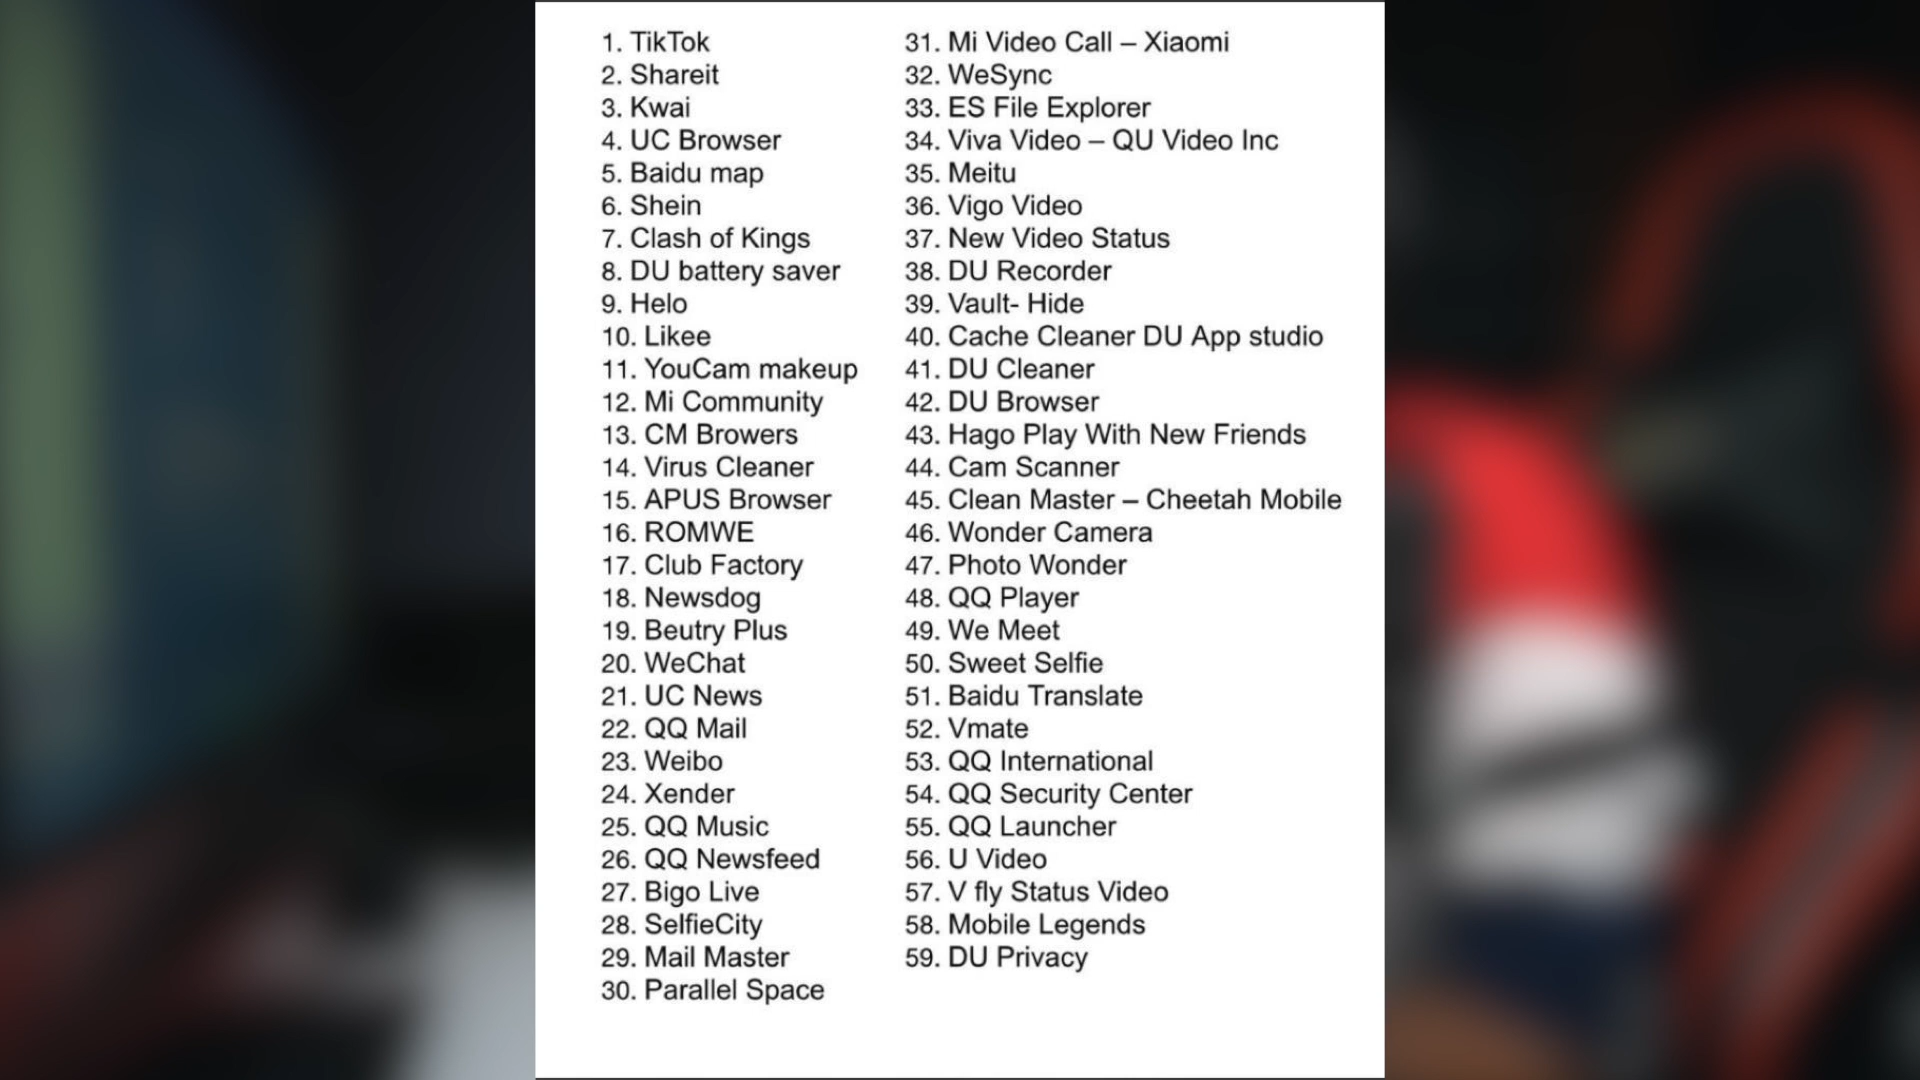 1. TikTok
2. Shareit
3. Kwai
4. UC Browser
5. Baidu map
6. Shein
7. Clash of Kings
8. DU battery saver
9. Helo
10. Likee
11. YouCam makeup
12. Mi Community
13. CM Browers
14. Virus Cleaner
15. APUS Browser
16. ROMWE
17. Club Factory
18. Newsdog
19. Beutry Plus
20. WeChat
21. UC News
22. QQ Mail
23. Weibo
24. Xender
25. QQ Music
26. QQ Newsfeed
27. Bigo Live
28. SelfieCity
29. Mail Master
30. Parallel Space
31. Mi Video Call – Xiaomi
32. WeSync
33. ES File Explorer
34. Viva Video – QU Video Inc
35. Meitu
36. Vigo Video
37. New Video Status
38. DU Recorder
39. Vault- Hide
40. Cache Cleaner DU App studio
41. DU Cleaner
42. DU Browser
43. Hago Play With New Friends
44. Cam Scanner
45. Clean Master – Cheetah Mobile
46. Wonder Camera
47. Photo Wonder
48. QQ Player
49. We Meet
50. Sweet Selfie
51. Baidu Translate
52. Vmate
53. QQ International
54. QQ Security Center
55. QQ Launcher
56. U Video
57. V fly Status Video
58. Mobile Legends
59. DU Privacy